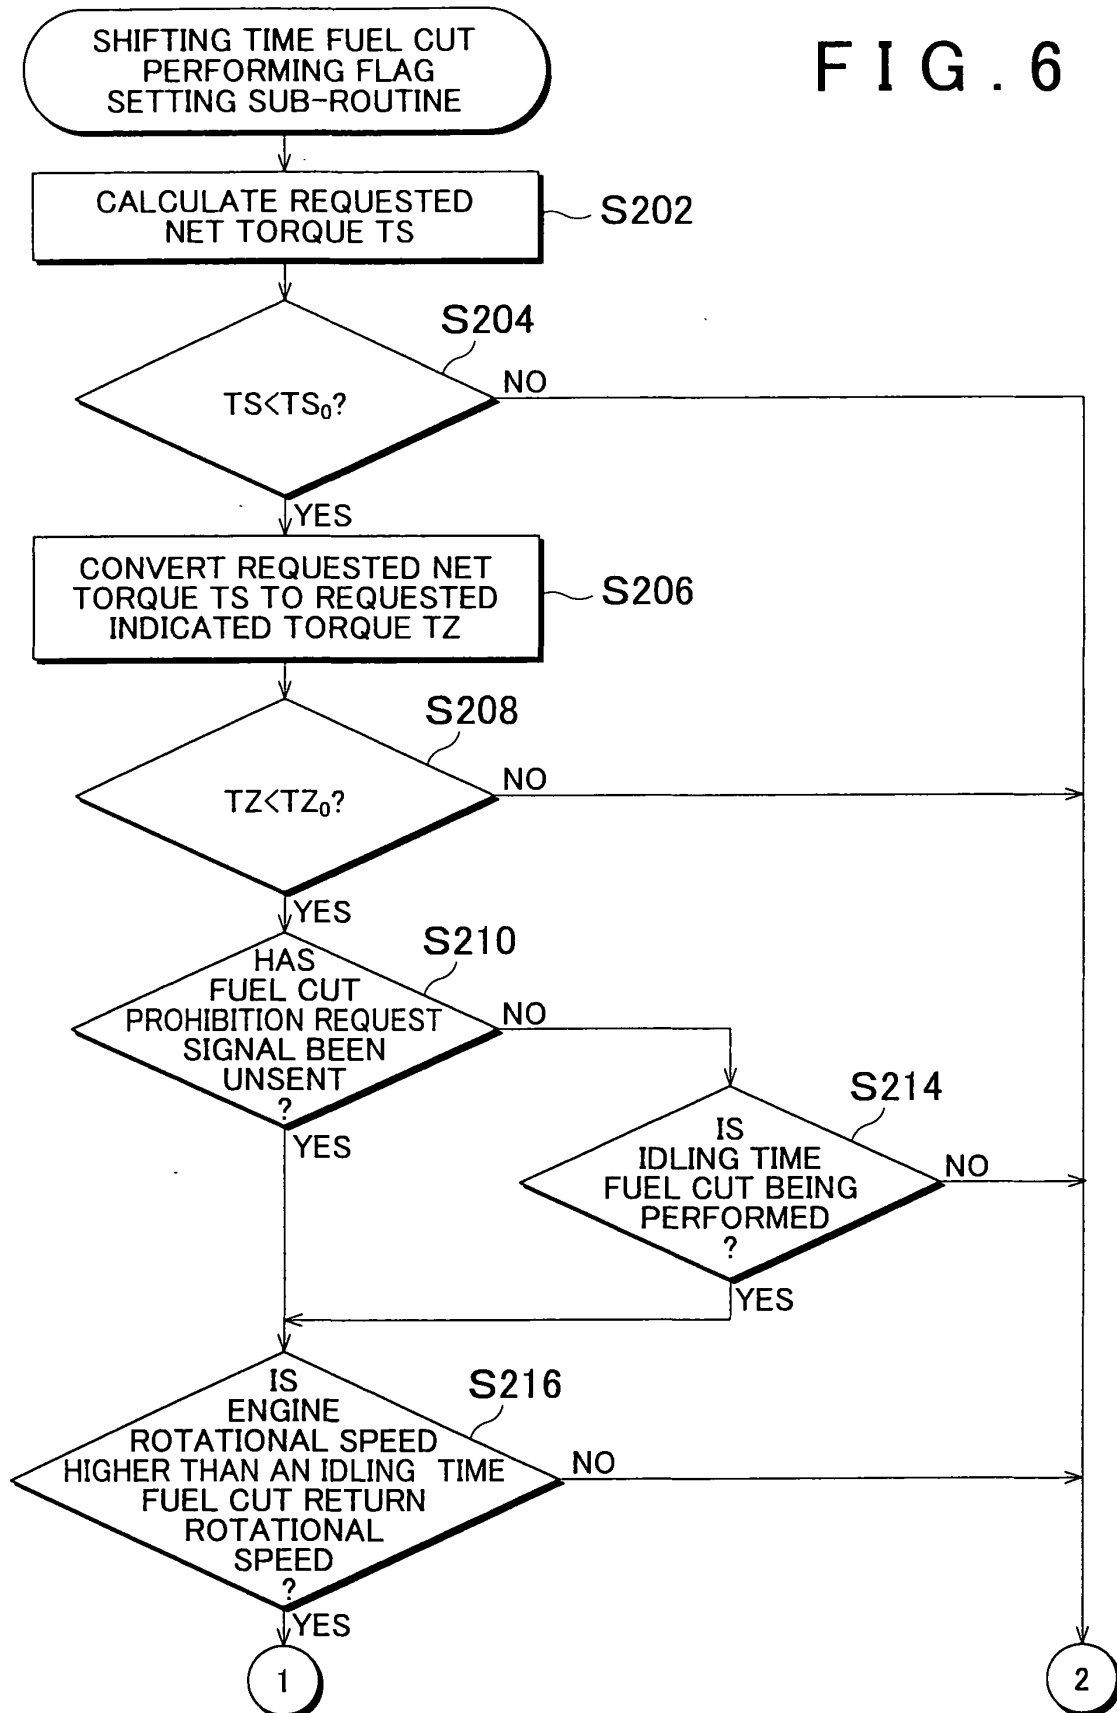 SHIFTING TIME FUEL CUT
PERFORMING FLAG
SETTING SUB-ROUTINE
FIG.6
CALCULATE REQUESTED
NET TORQUE TS
S202
S204
TS<TS₀?
NO
YES
CONVERT REQUESTED NET
TORQUE TS TO REQUESTED
INDICATED TORQUE TZ
S206
S208
TZ<TZ₀?
NO
YES
S210
HAS
FUEL CUT
PROHIBITION REQUEST
SIGNAL BEEN
UNSENT
?
NO
YES
S214
IS
IDLING TIME
FUEL CUT BEING
PERFORMED
?
NO
YES
S216
IS
ENGINE
ROTATIONAL SPEED
HIGHER THAN AN IDLING TIME
FUEL CUT RETURN
ROTATIONAL
SPEED
?
NO
YES
1
2